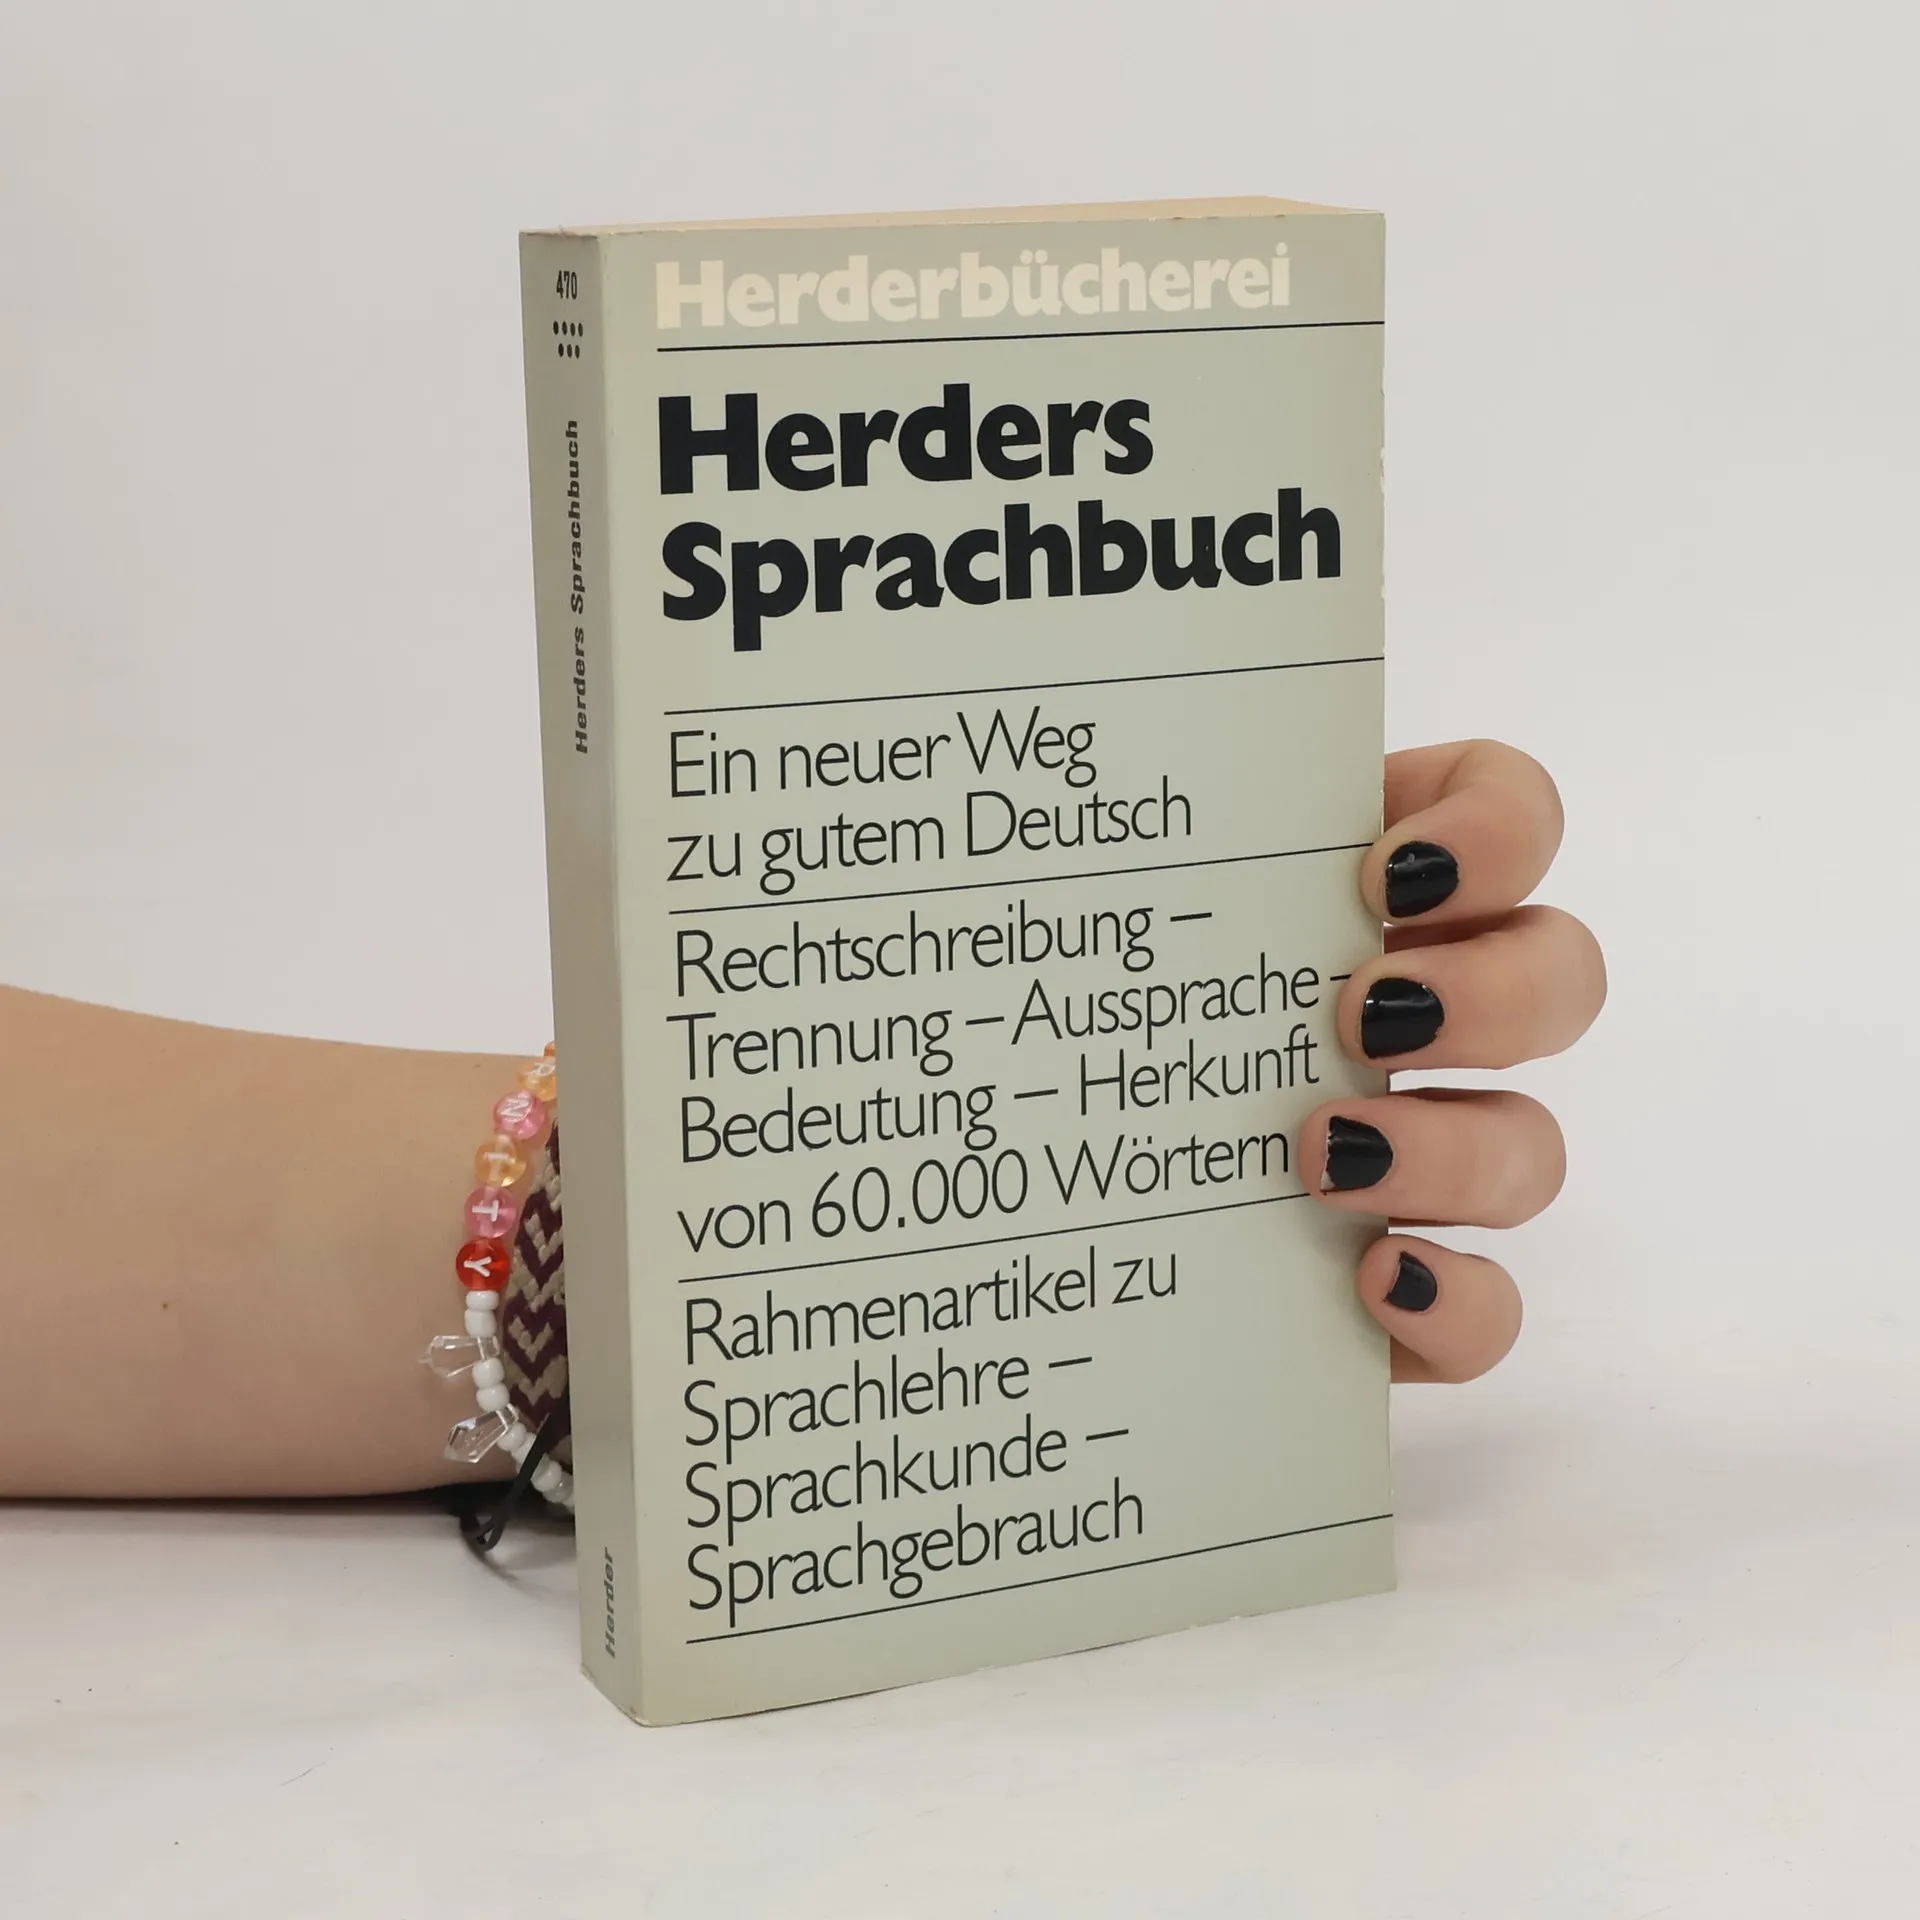 470
Herders Sprachbuch
Herder
Herderbücherei
Herders
Sprachbuch
Ein neuer Weg
zu gutem Deutsch
Rechtschreibung –
Trennung – Aussprache –
Bedeutung – Herkunft
von 60.000 Wörtern
Rahmenartikel zu
Sprachlehre –
Sprachkunde –
Sprachgebrauch
R
N
I
T
Y